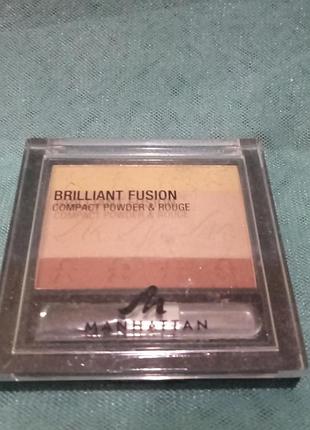 BRILLIANT FUSION
COMPACT POWDER & ROUGE
M
MANHATTAN